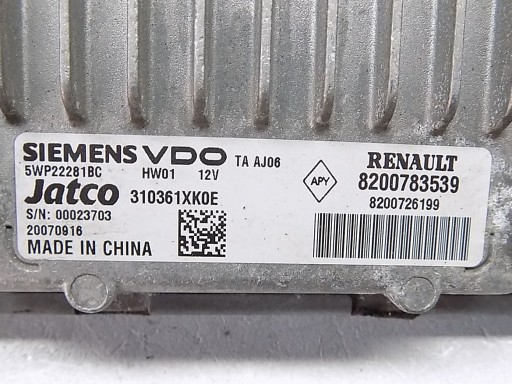 SIEMENS VDO TA AJ06
5WP22281BC HW01 12V
Jatco 310361XK0E
S/N: 00023703
20070916
MADE IN CHINA
APY
RENAULT
8200783539
8200726199